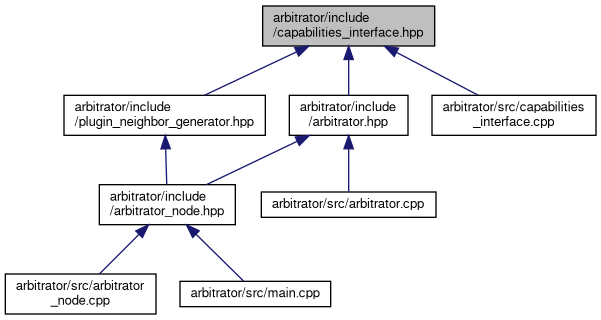 arbitrator/include
/capabilities_interface.hpp
arbitrator/include
/plugin_neighbor_generator.hpp
arbitrator/include
/arbitrator.hpp
arbitrator/src/capabilities
_interface.cpp
arbitrator/include
/arbitrator_node.hpp
arbitrator/src/arbitrator.cpp
arbitrator/src/arbitrator
_node.cpp
arbitrator/src/main.cpp